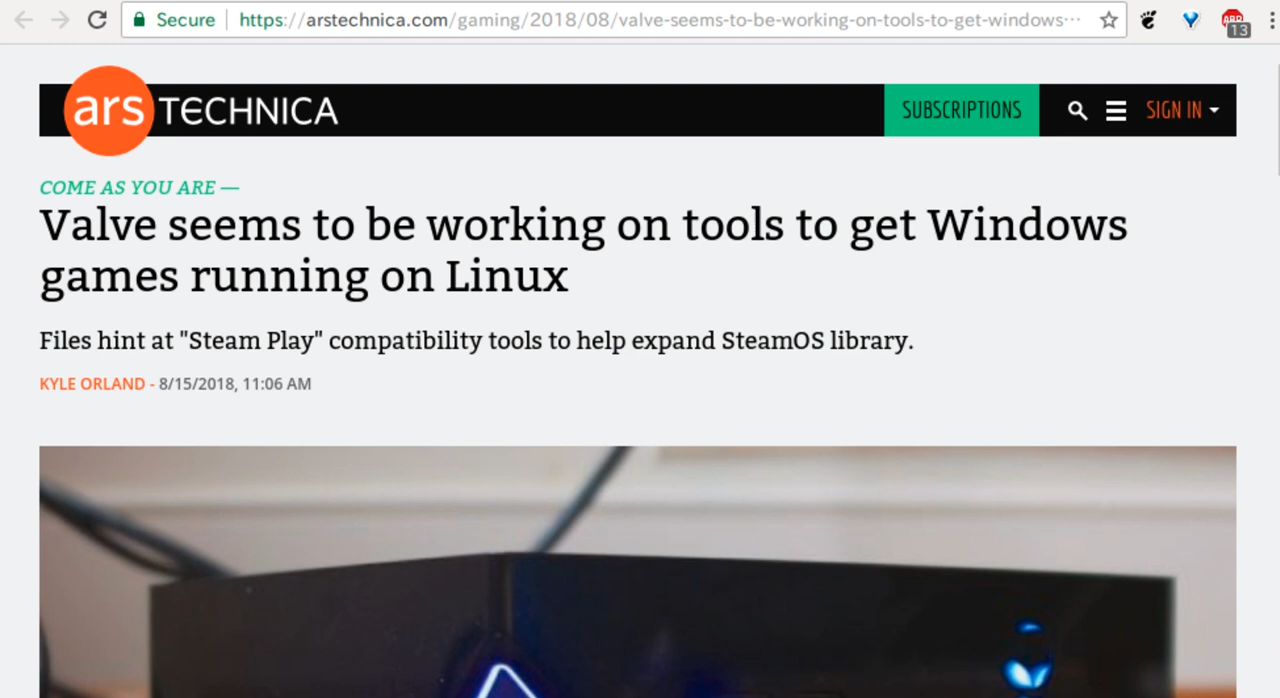 Secure
https://arstechnica.com/gaming/2018/08/valve-seems-to-be-working-on-tools-to-get-windows…
13
ars TECHNICA
SUBSCRIPTIONS
SIGN IN
COME AS YOU ARE —
Valve seems to be working on tools to get Windows
games running on Linux
Files hint at "Steam Play" compatibility tools to help expand SteamOS library.
KYLE ORLAND - 8/15/2018, 11:06 AM